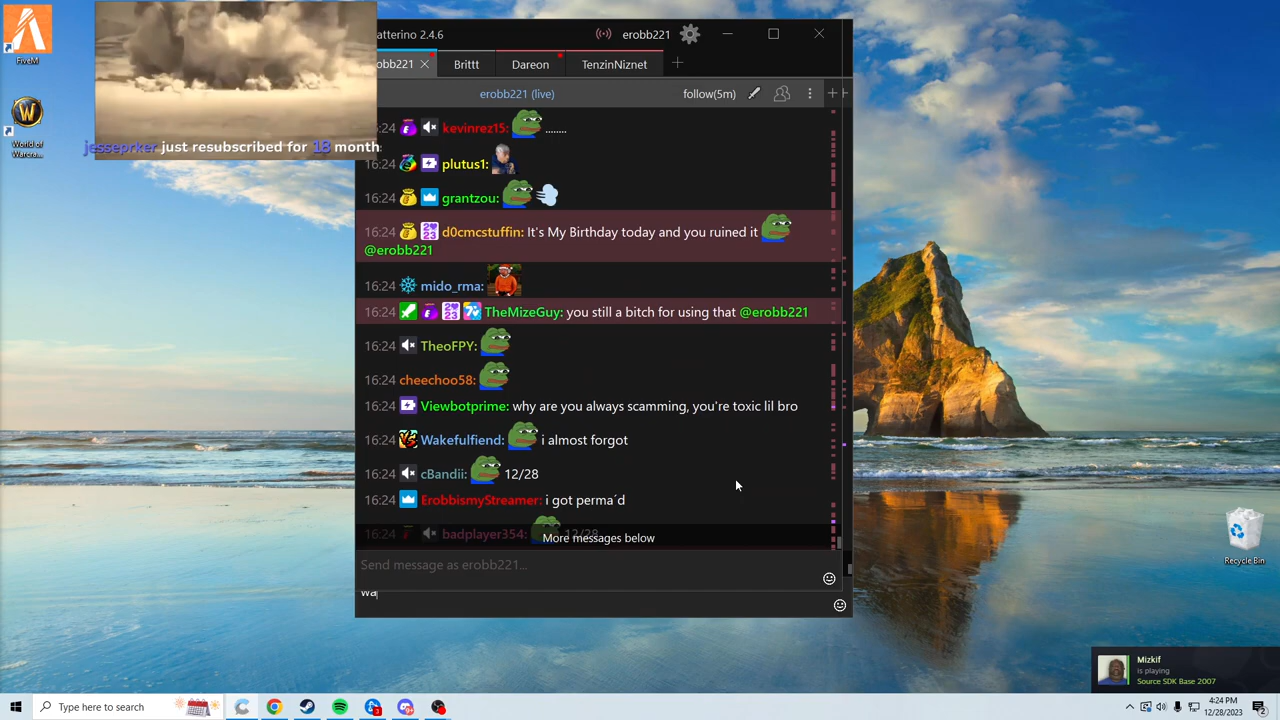 atterino 2.4.6
erobb221
obb221
Brittt
Dareon
TenzinNiznet
erobb221 (live)
follow(5m)
FiveM
World of Warcra...
jesseprker just resubscribed for 18 month
:24 kevinrez15: ........
16:24 plutus1:
16:24 grantzou:
16:24 d0cmcstuffin: It's My Birthday today and you ruined it
@erobb221
16:24 mido_rma:
16:24 TheMizeGuy: you still a bitch for using that @erobb221
16:24 TheoFPY:
16:24 cheechoo58:
16:24 Viewbotprime: why are you always scamming, you're toxic lil bro
16:24 Wakefulfiend: i almost forgot
16:24 cBandii: 12/28
16:24 ErobbismyStreamer: i got perma´d
16:24 badplayer354: 12/28
More messages below
Send message as erobb221...
wa
Recycle Bin
Mizkif
is playing
Source SDK Base 2007
Type here to search
4:24 PM
12/28/2023